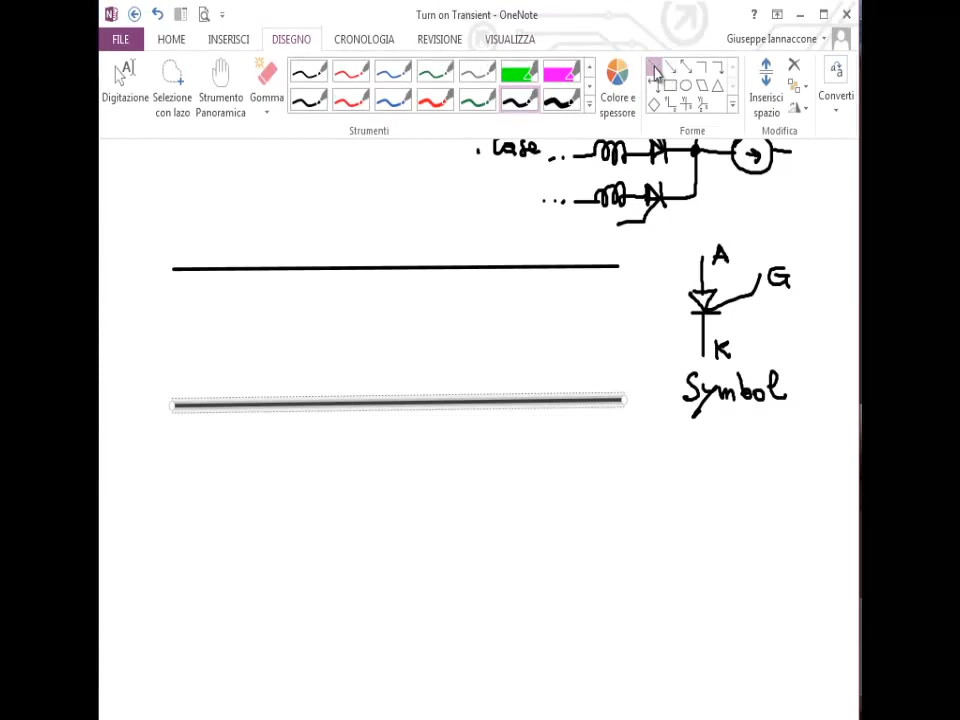 Turn on Transient - OneNote
?
FILE HOME INSERISCI DISEGNO CRONOLOGIA REVISIONE VISUALIZZA Giuseppe Iannaccone
Digitazione
Selezione con lazo
Strumento Panoramica
Gomma
Colore e spessore
Inserisci spazio
Converti
Strumenti Forme Modifica
. Case
A
G
K
Symbol